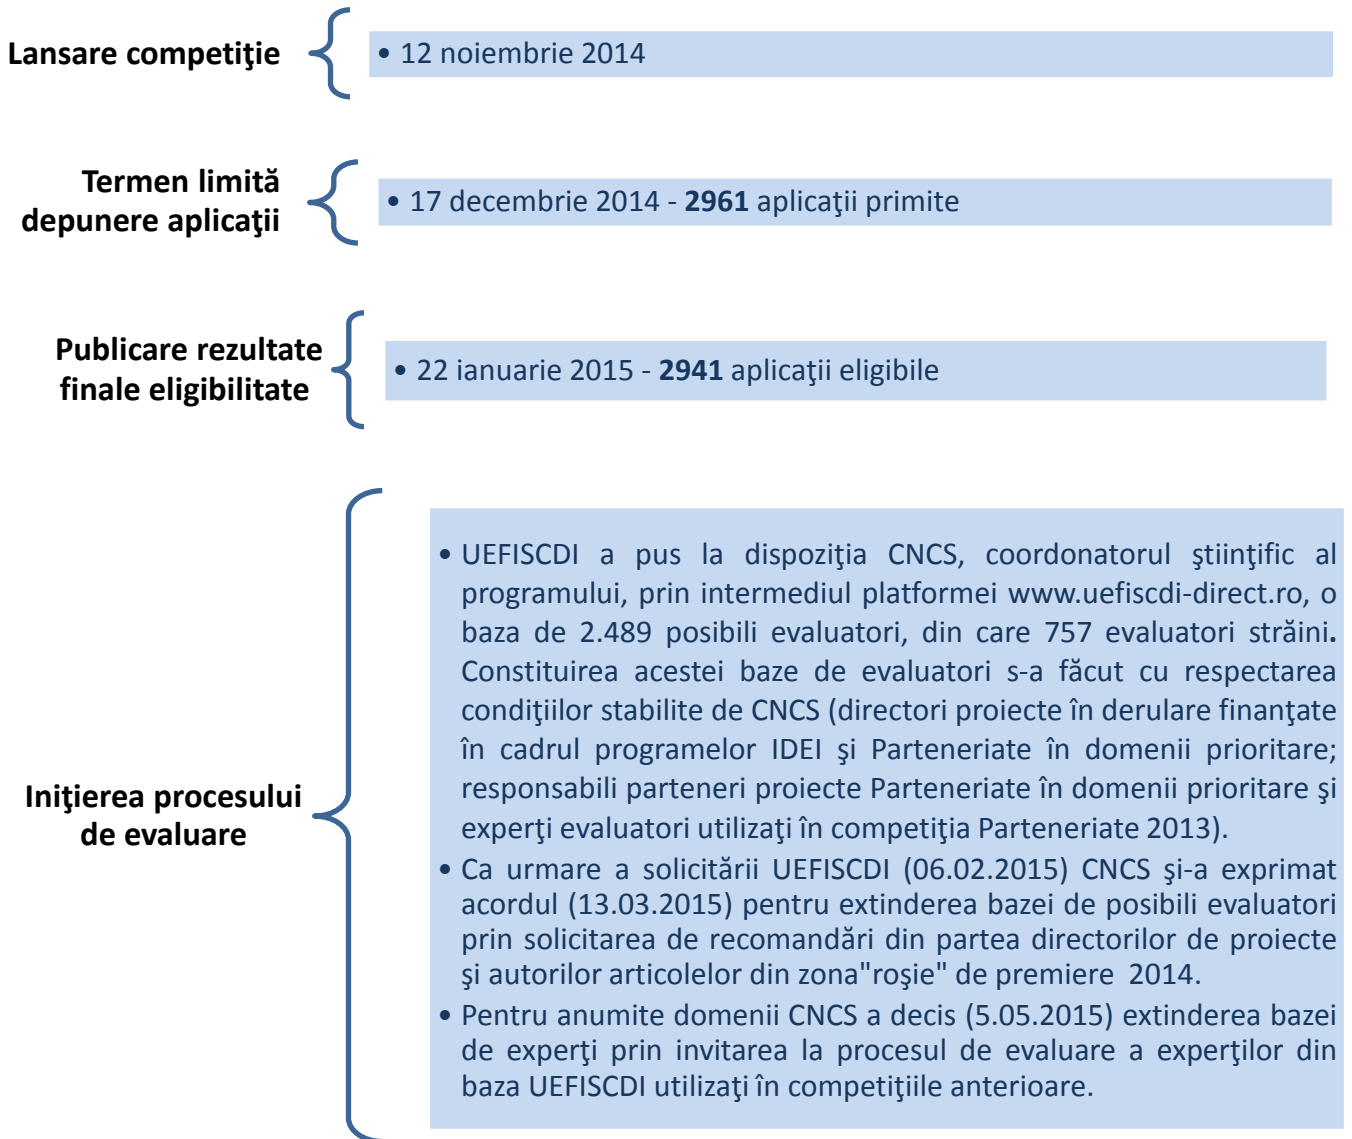 Lansare competiţie
• 12 noiembrie 2014
Termen limită
depunere aplicaţii
• 17 decembrie 2014 - 2961 aplicaţii primite
Publicare rezultate
finale eligibilitate
• 22 ianuarie 2015 - 2941 aplicaţii eligibile
Iniţierea procesului
de evaluare
• UEFISCDI a pus la dispoziţia CNCS, coordonatorul ştiinţific al
programului, prin intermediul platformei www.uefiscdi-direct.ro, o
baza de 2.489 posibili evaluatori, din care 757 evaluatori străini.
Constituirea acestei baze de evaluatori s-a făcut cu respectarea
condiţiilor stabilite de CNCS (directori proiecte în derulare finanţate
în cadrul programelor IDEI şi Parteneriate în domenii prioritare;
responsabili parteneri proiecte Parteneriate în domenii prioritare şi
experţi evaluatori utilizaţi în competiţia Parteneriate 2013).
• Ca urmare a solicitării UEFISCDI (06.02.2015) CNCS şi-a exprimat
acordul (13.03.2015) pentru extinderea bazei de posibili evaluatori
prin solicitarea de recomandări din partea directorilor de proiecte
şi autorilor articolelor din zona"roşie" de premiere 2014.
• Pentru anumite domenii CNCS a decis (5.05.2015) extinderea bazei
de experţi prin invitarea la procesul de evaluare a experţilor din
baza UEFISCDI utilizaţi în competiţiile anterioare.